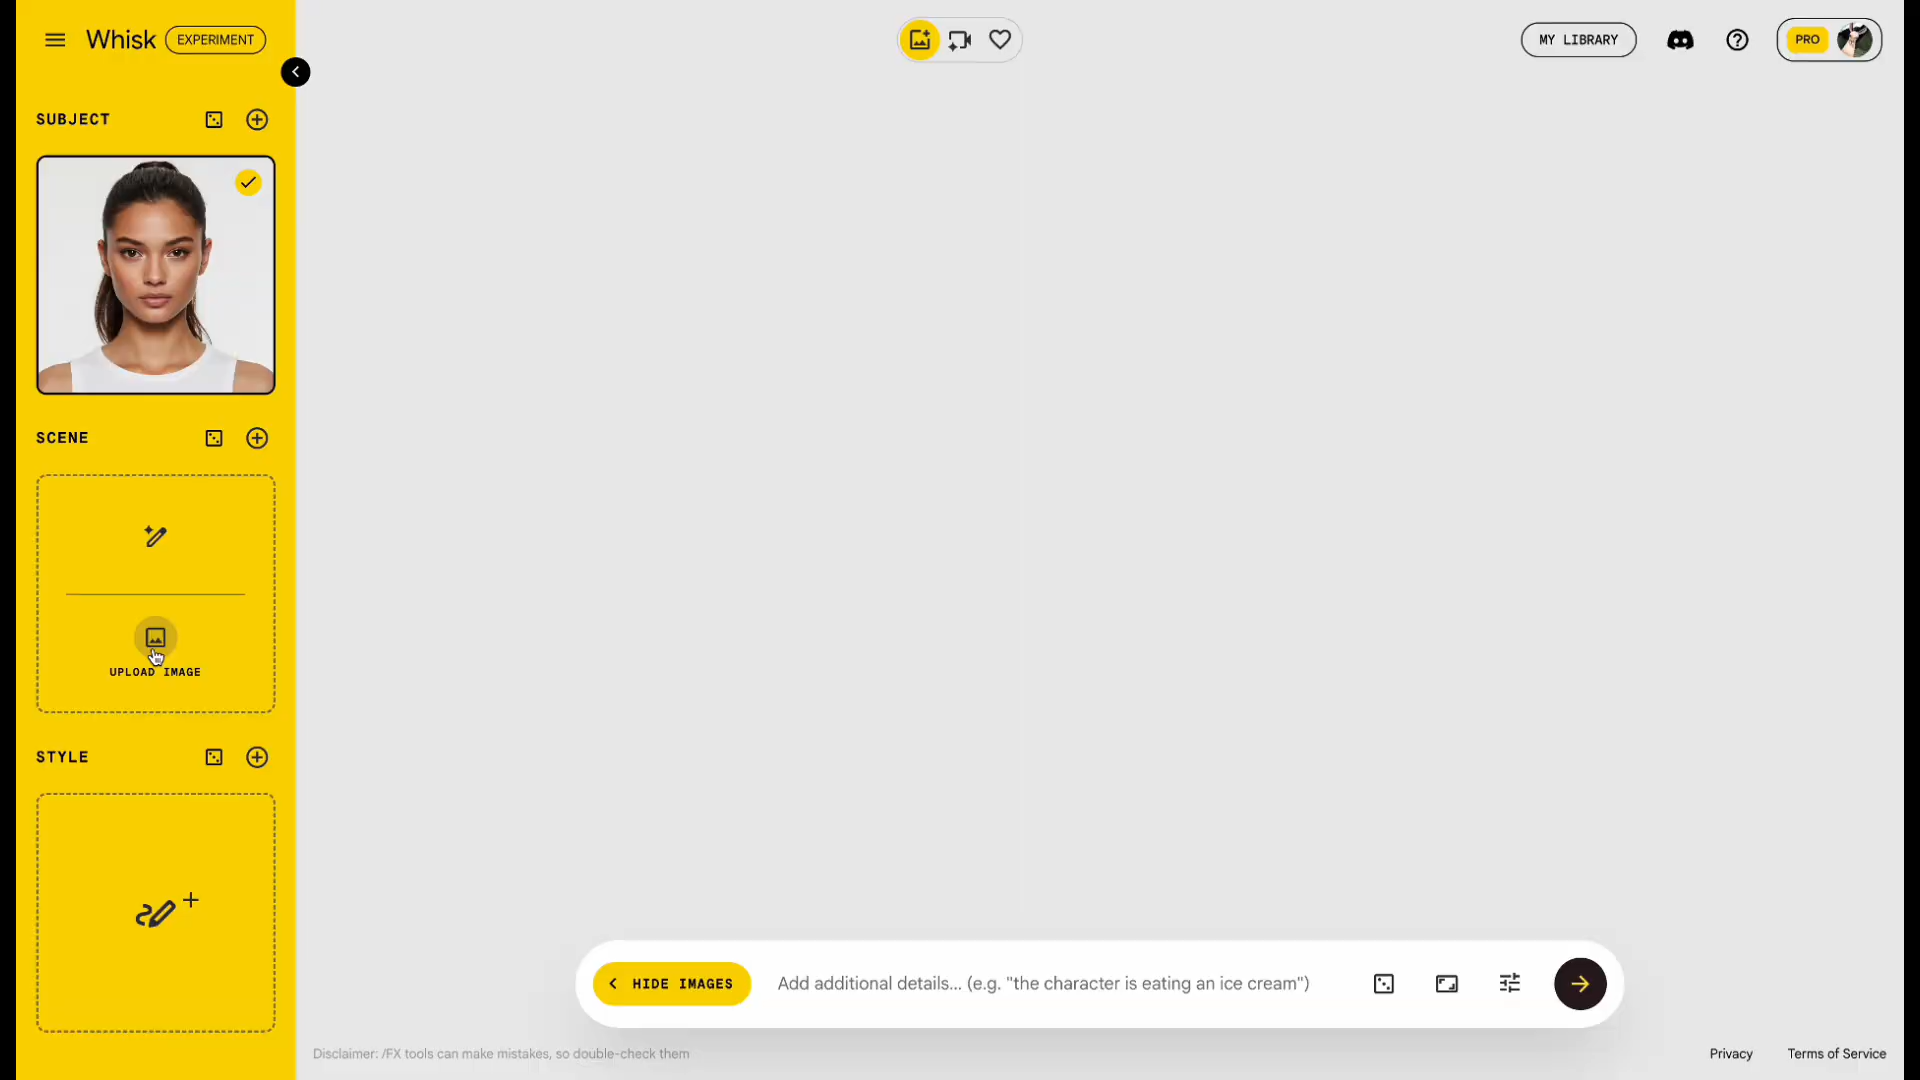 Whisk EXPERIMENT
MY LIBRARY
PRO
SUBJECT
SCENE
UPLOAD IMAGE
STYLE
HIDE IMAGES
Add additional details... (e.g. "the character is eating an ice cream")
Disclaimer: /FX tools can make mistakes, so double-check them
Privacy
Terms of Service